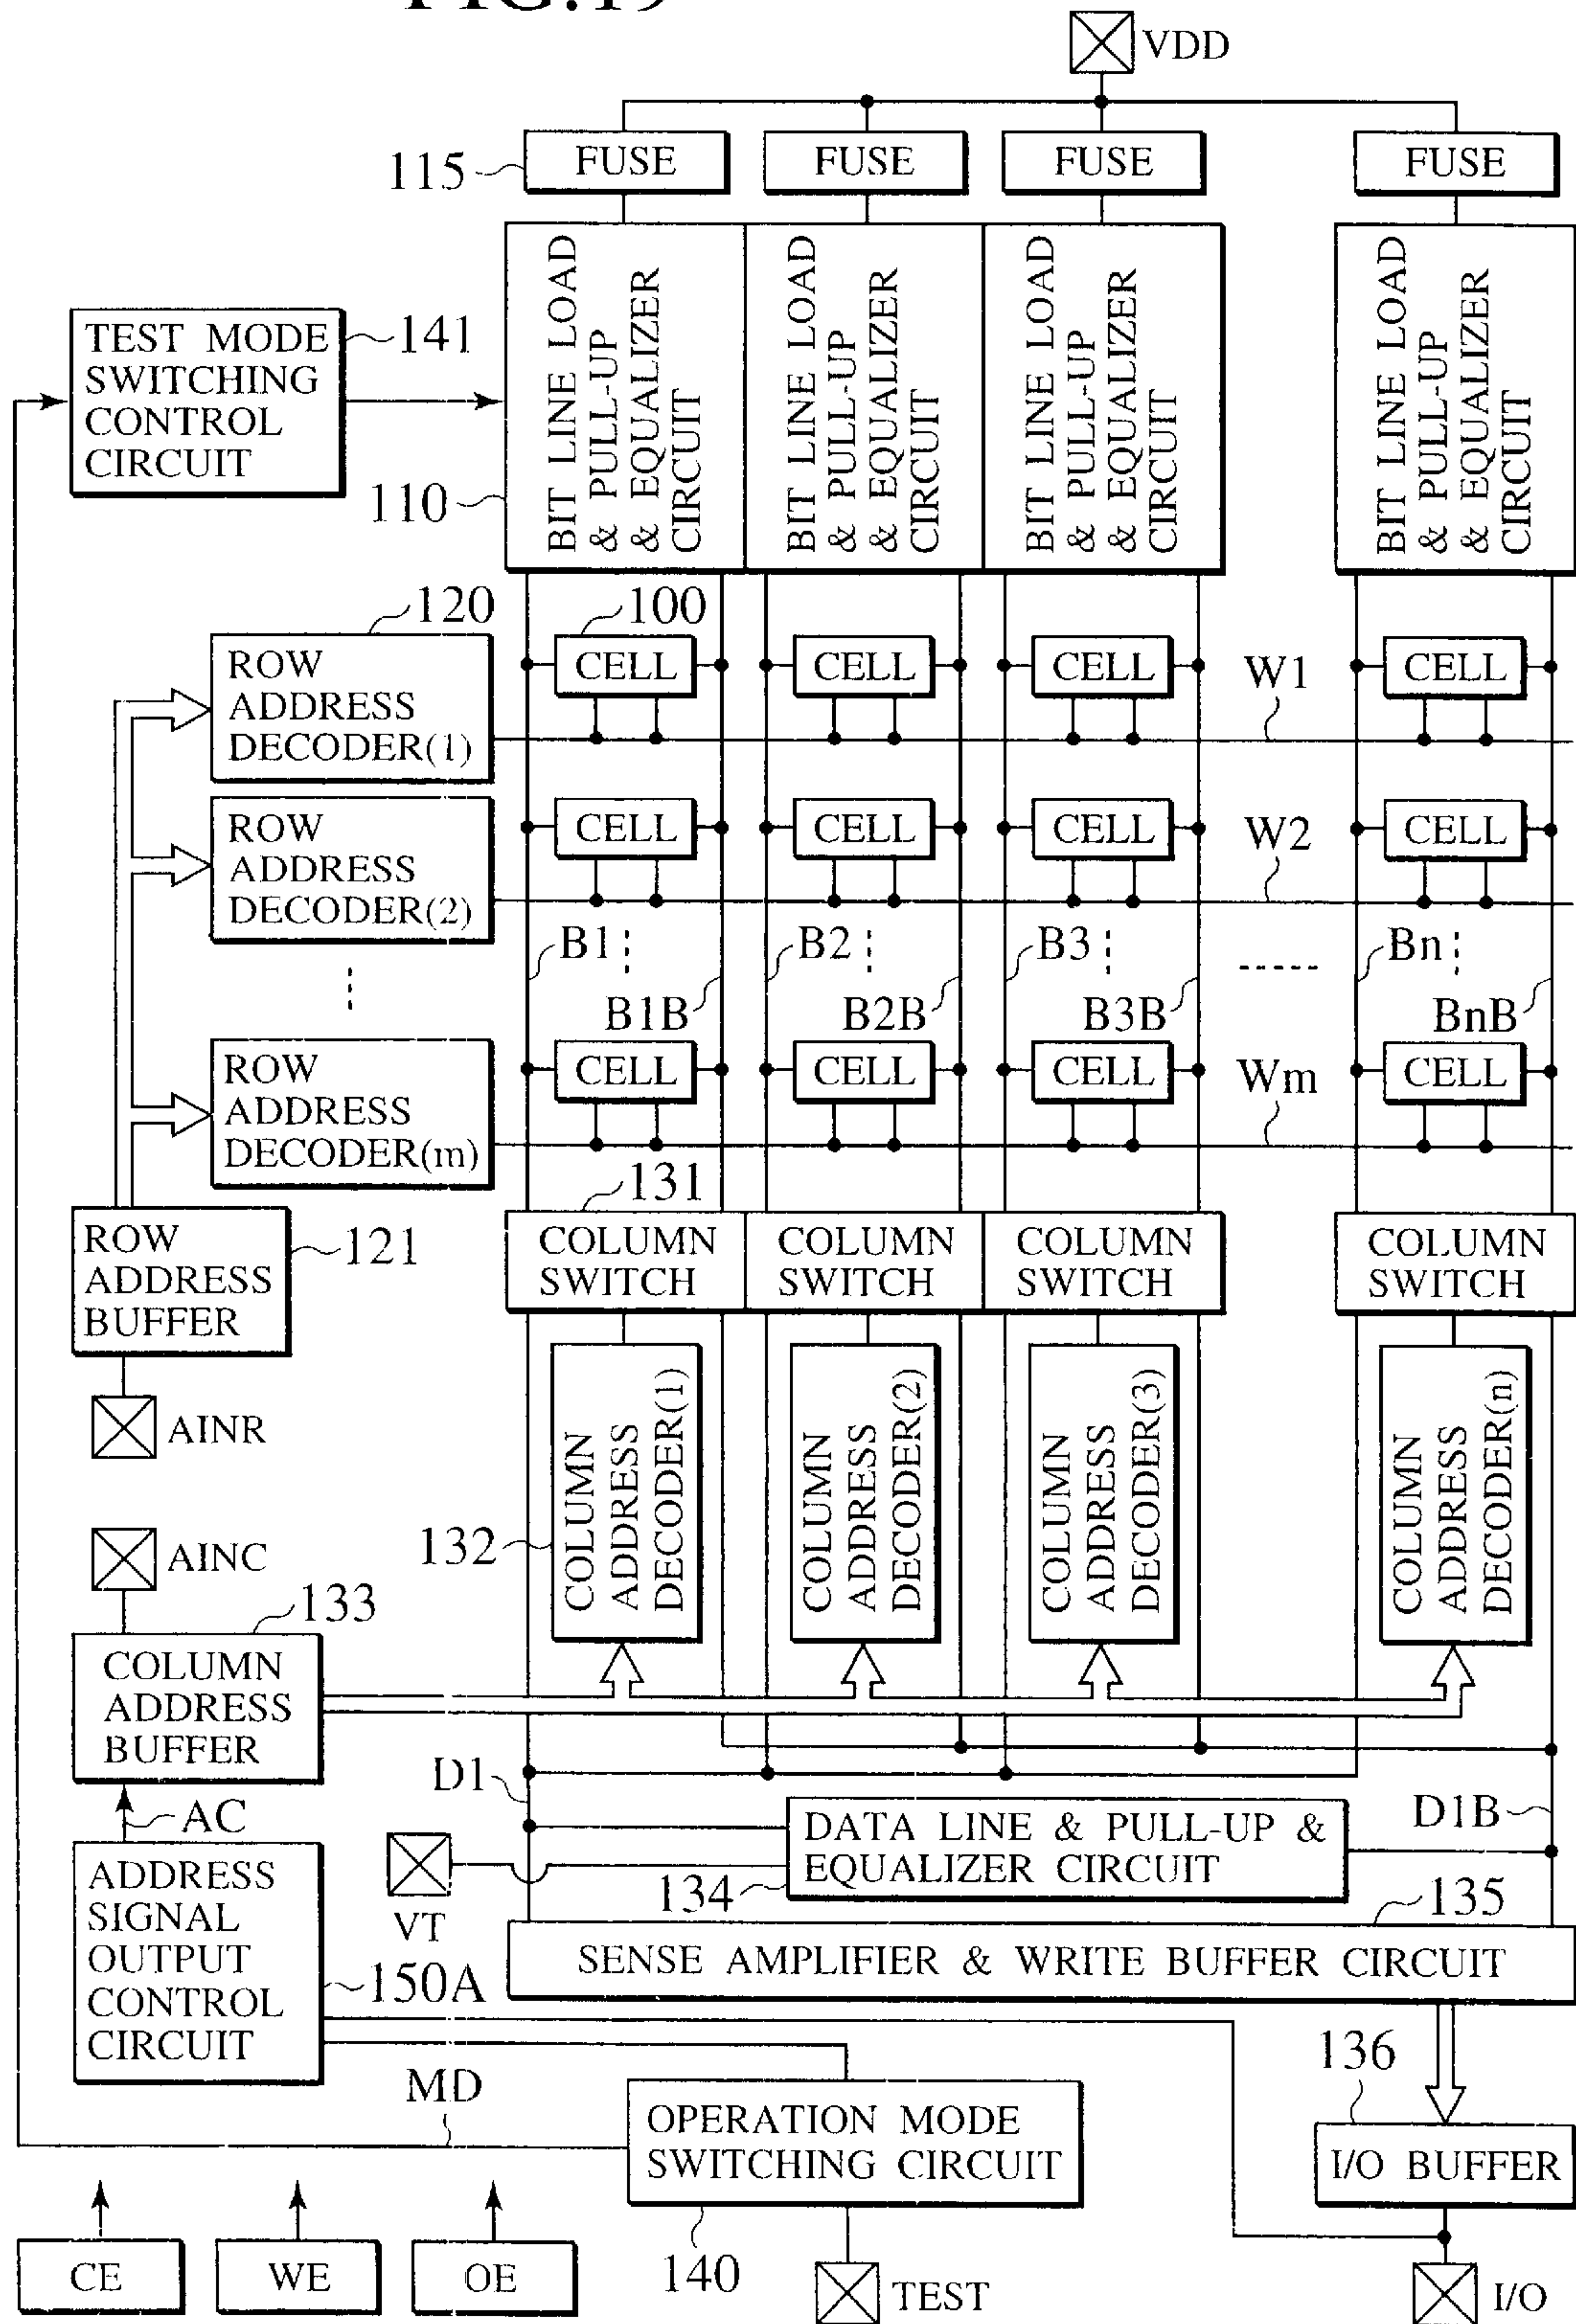 FIG.19
VDD
115
FUSE
FUSE
FUSE
FUSE
TEST MODE
SWITCHING
CONTROL
CIRCUIT
141
110
BIT LINE LOAD
& PULL-UP
& EQUALIZER
CIRCUIT
BIT LINE LOAD
& PULL-UP
& EQUALIZER
CIRCUIT
BIT LINE LOAD
& PULL-UP
& EQUALIZER
CIRCUIT
BIT LINE LOAD
& PULL-UP
& EQUALIZER
CIRCUIT
120
100
ROW
ADDRESS
DECODER(1)
CELL
CELL
CELL
W1
CELL
ROW
ADDRESS
DECODER(2)
CELL
CELL
CELL
W2
CELL
B1
B1B
B2
B2B
B3
B3B
Bn
BnB
ROW
ADDRESS
DECODER(m)
CELL
CELL
CELL
Wm
CELL
131
ROW
ADDRESS
BUFFER
121
COLUMN
SWITCH
COLUMN
SWITCH
COLUMN
SWITCH
COLUMN
SWITCH
AINR
132
COLUMN
ADDRESS
DECODER(1)
COLUMN
ADDRESS
DECODER(2)
COLUMN
ADDRESS
DECODER(3)
COLUMN
ADDRESS
DECODER(n)
AINC
133
COLUMN
ADDRESS
BUFFER
D1
D1B
AC
DATA LINE & PULL-UP &
EQUALIZER CIRCUIT
134
VT
135
SENSE AMPLIFIER & WRITE BUFFER CIRCUIT
ADDRESS
SIGNAL
OUTPUT
CONTROL
CIRCUIT
150A
136
MD
OPERATION MODE
SWITCHING CIRCUIT
I/O BUFFER
140
CE
WE
OE
TEST
I/O